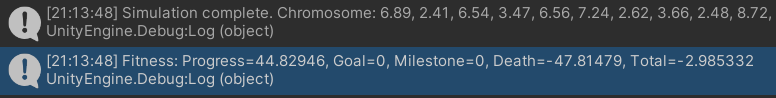 [21:13:48] Simulation complete. Chromosome: 6.89, 2.41, 6.54, 3.47, 6.56, 7.24, 2.62, 3.66, 2.48, 8.72,
UnityEngine.Debug:Log (object)
[21:13:48] Fitness: Progress=44.82946, Goal=0, Milestone=0, Death=-47.81479, Total=-2.985332
UnityEngine.Debug:Log (object)